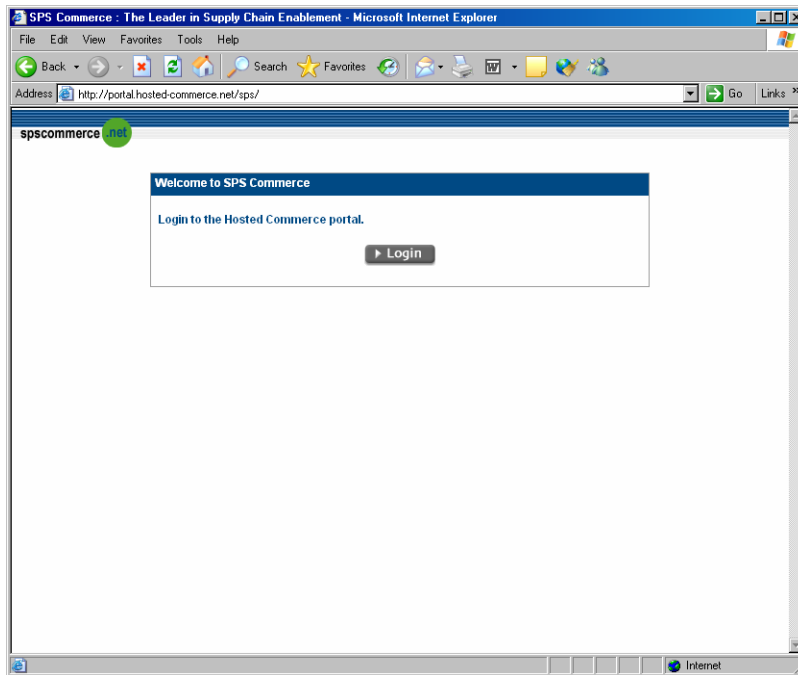 SPS Commerce : The Leader in Supply Chain Enablement - Microsoft Internet Explorer
File Edit View Favorites Tools Help
Back Search Favorites
Address http://portal.hosted-commerce.net/sps/ Go Links »
spscommerce .net
Welcome to SPS Commerce
Login to the Hosted Commerce portal.
Login
Internet